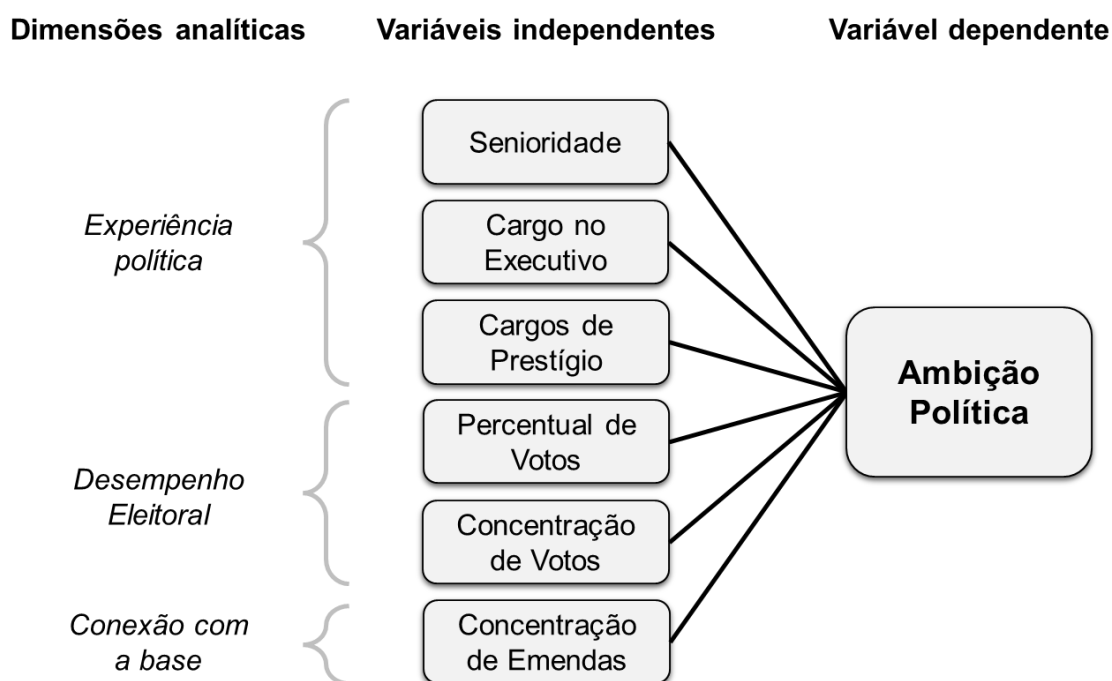 Dimensões analíticas
Variáveis independentes
Variável dependente
Experiência
política
Senioridade
Cargo no
Executivo
Cargos de
Prestígio
Desempenho
Eleitoral
Percentual de
Votos
Concentração
de Votos
Conexão com
a base
Concentração
de Emendas
Ambição
Política